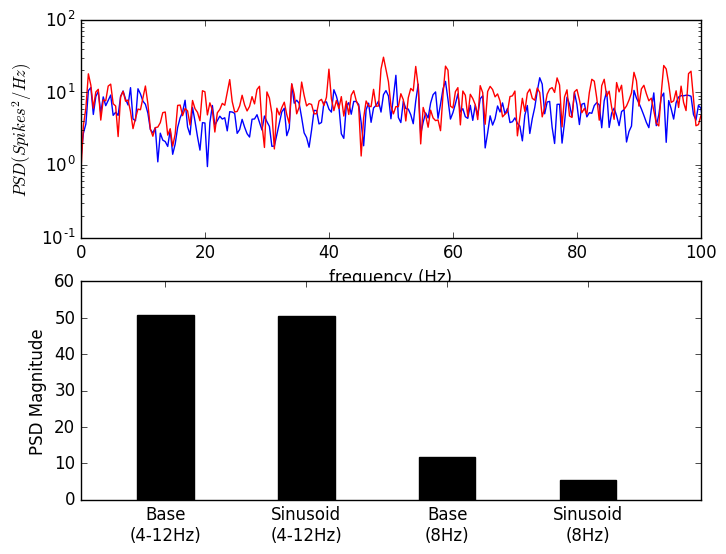 10^2
10^1
10^0
10^-1
PSD(Spikes^2/Hz)
0 20 40 60 80 100
frequency (Hz)
60
50
40
30
20
10
0
PSD Magnitude
Base Sinusoid Base Sinusoid
(4-12Hz) (4-12Hz) (8Hz) (8Hz)